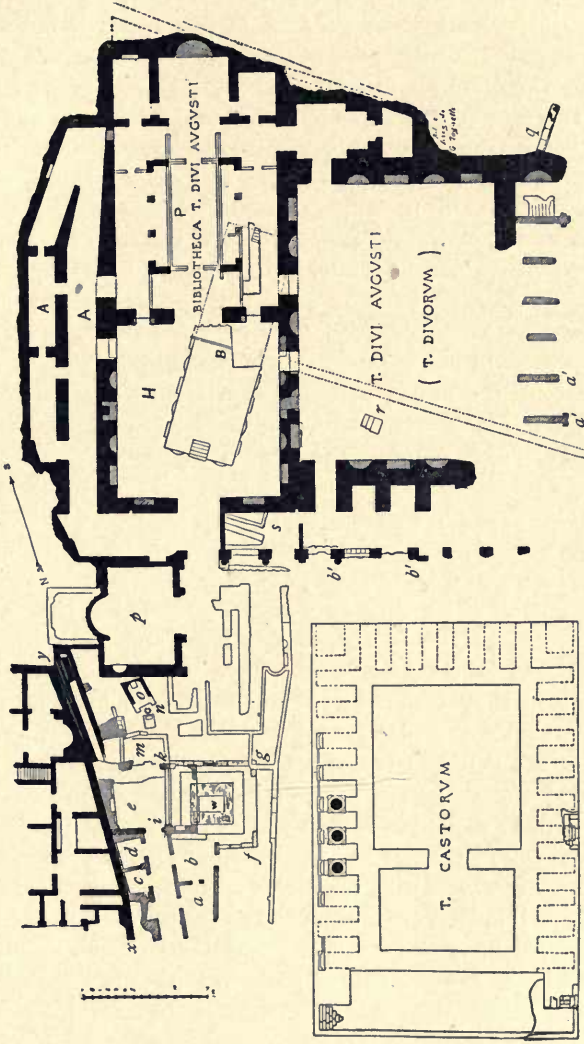 BIBLIOTHECA T. DIVI AVGVSTI
T. DIVI AVGVSTI
( T. DIVORVM )
T. CASTORVM
A
A
P
H
B
S
N
p
y
x
o
n
m
k
e
i
w
d
c
b
a
f
g
s
r
q
b'
b'
a'
a'